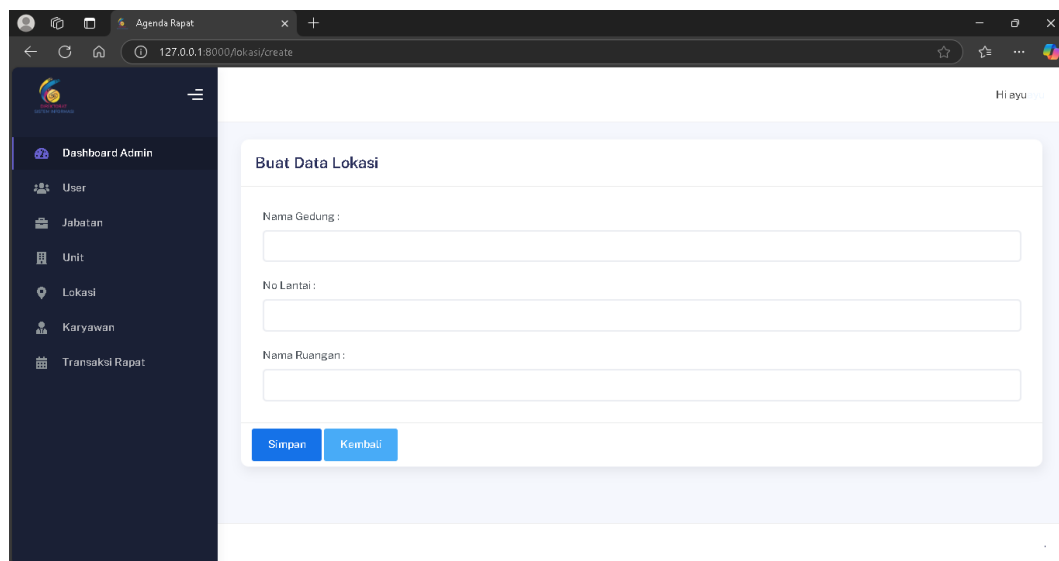 Agenda Rapat
127.0.0.1:8000/lokasi/create
Hi ayu
Dashboard Admin
User
Jabatan
Unit
Lokasi
Karyawan
Transaksi Rapat
Buat Data Lokasi
Nama Gedung :
No Lantai :
Nama Ruangan :
Simpan
Kembali